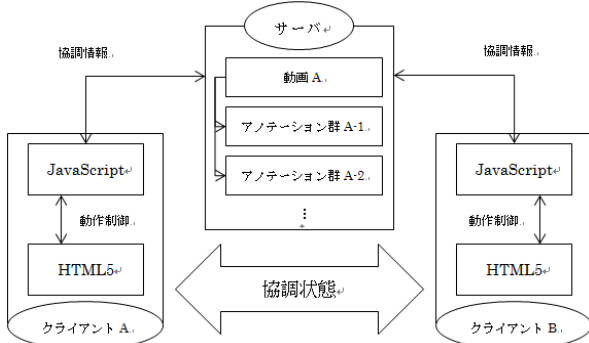 サーバ
協調情報
協調情報
動画 A
アノテーション群 A-1
アノテーション群 A-2
⋮
JavaScript
動作制御
HTML5
クライアント A
JavaScript
動作制御
HTML5
クライアント B
協調状態